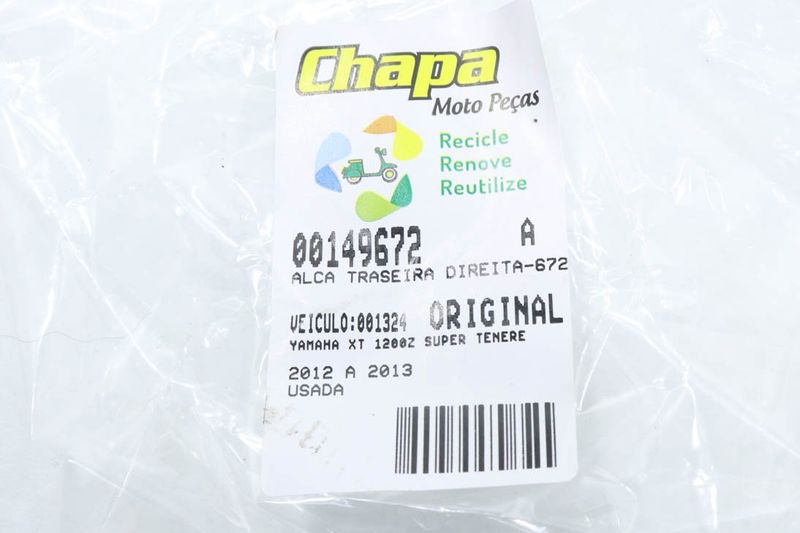 Chapa
Moto Peças
Recicle
Renove
Reutilize
00149672 A
ALCA TRASEIRA DIREITA-672
VEICULO:001324 ORIGINAL
YAMAHA XT 1200Z SUPER TENERE
2012 A 2013
USADA